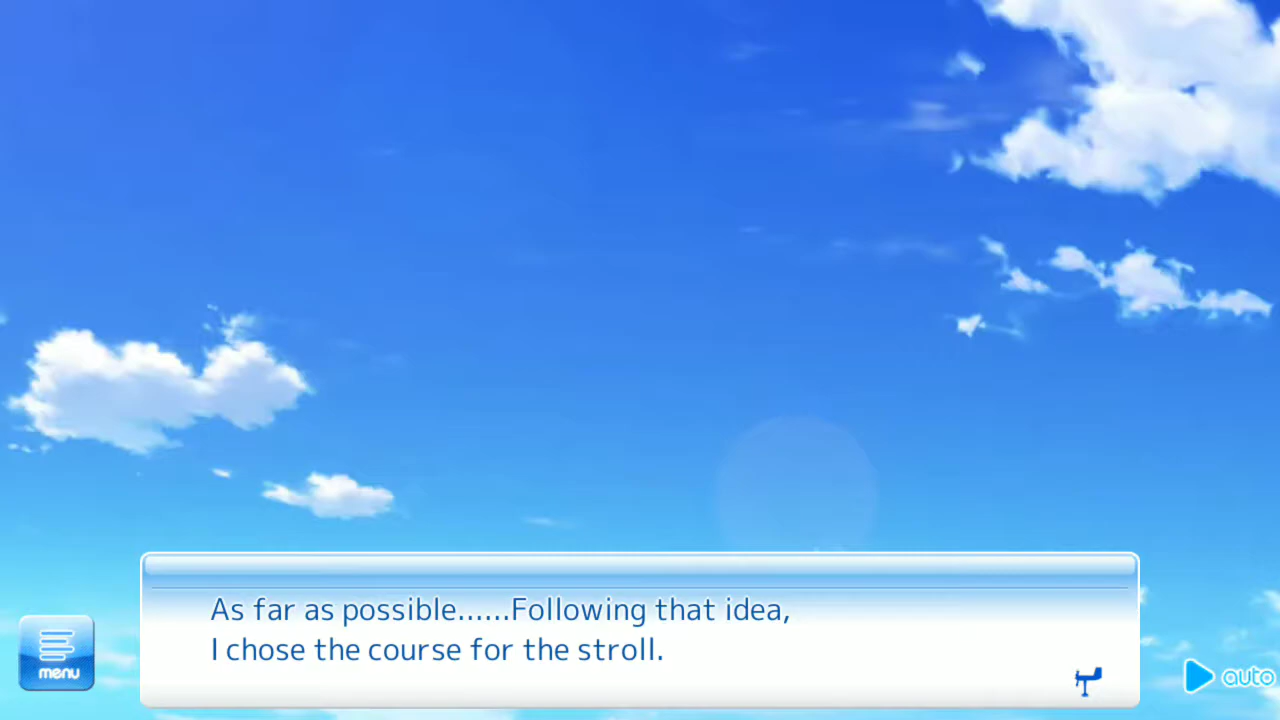 As far as possible......Following that idea,
I chose the course for the stroll.
menu
auto